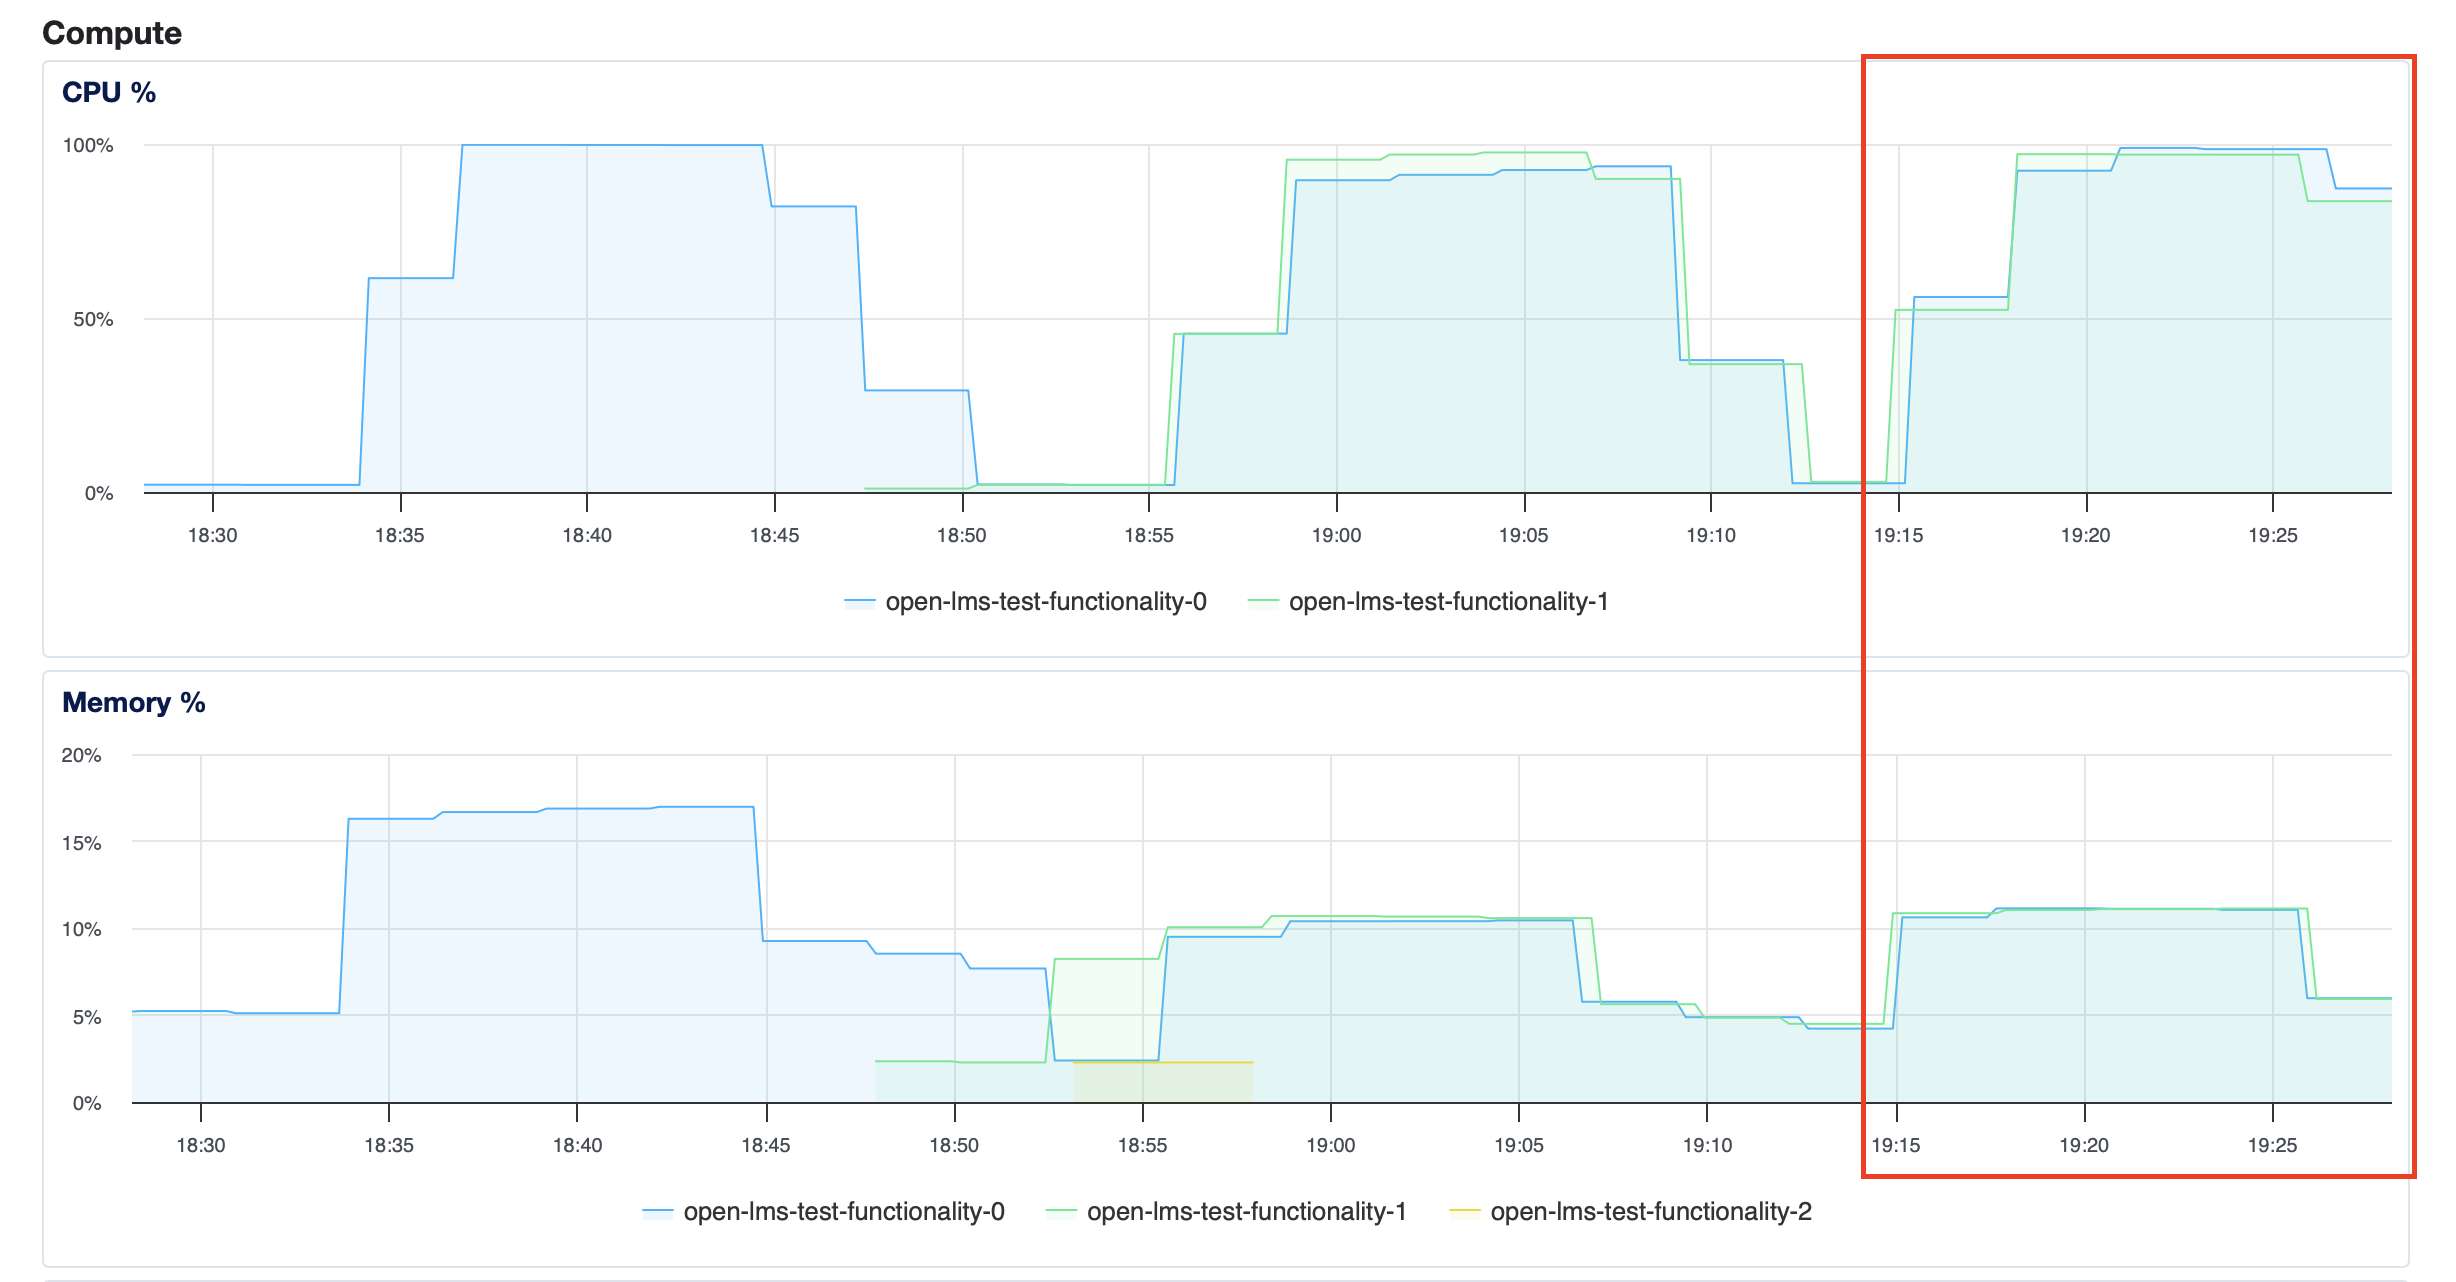 Compute
CPU %
100%
50%
0%
18:30 18:35 18:40 18:45 18:50 18:55 19:00 19:05 19:10 19:15 19:20 19:25
open-lms-test-functionality-0 open-lms-test-functionality-1
Memory %
20%
15%
10%
5%
0%
18:30 18:35 18:40 18:45 18:50 18:55 19:00 19:05 19:10 19:15 19:20 19:25
open-lms-test-functionality-0 open-lms-test-functionality-1 open-lms-test-functionality-2